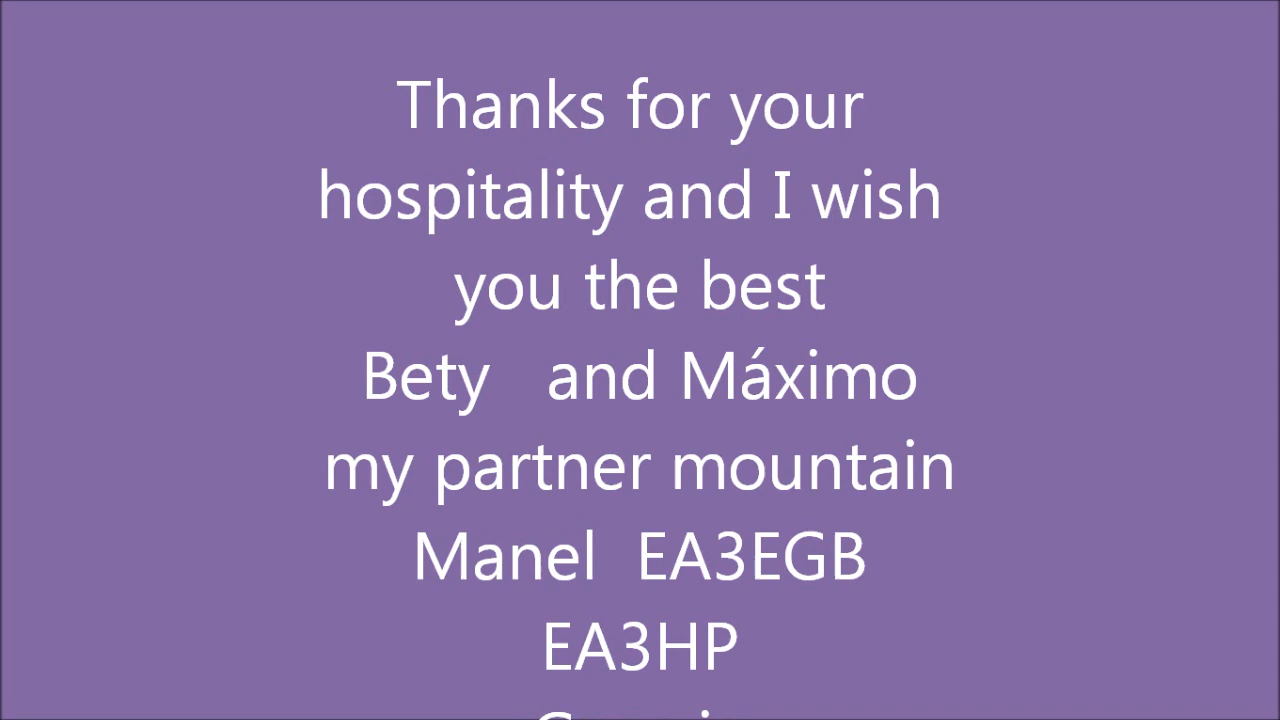 Thanks for your
hospitality and I wish
you the best
Bety and Máximo
my partner mountain
Manel EA3EGB
EA3HP